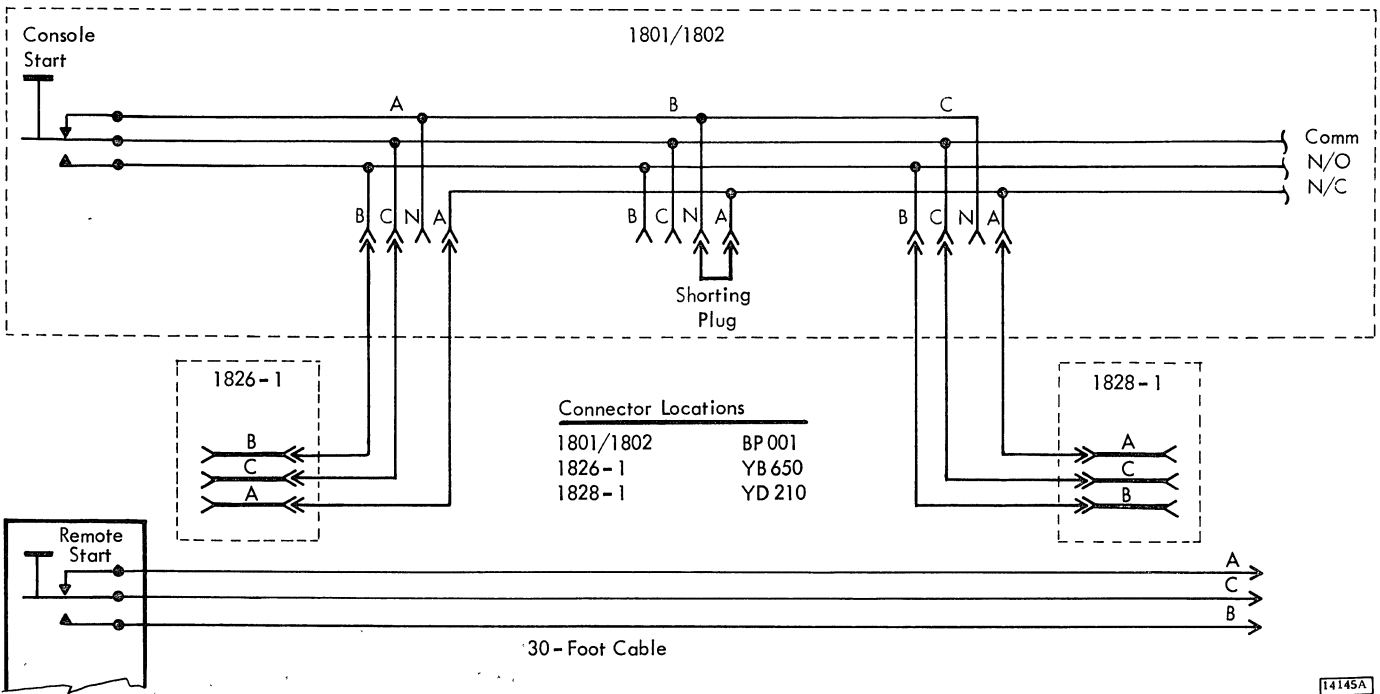 Console
Start
1801/1802
A
B
C
Comm
N/O
N/C
B C N A
B C N A
B C N A
Shorting
Plug
1826-1
B
C
A
Connector Locations
1801/1802 BP 001
1826-1 YB 650
1828-1 YD 210
1828-1
A
C
B
Remote
Start
A
C
B
30-Foot Cable
14145A